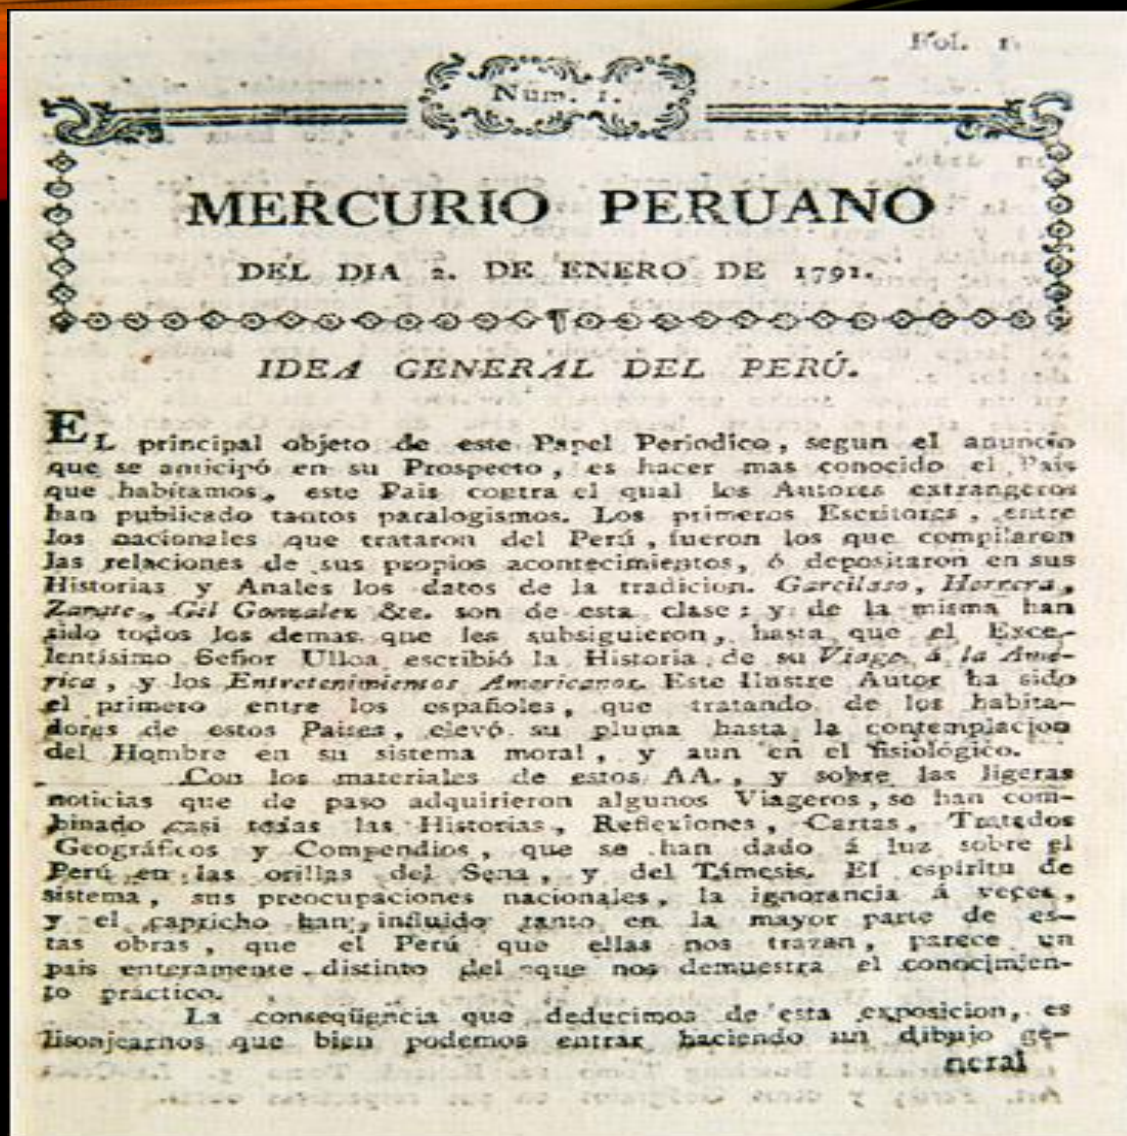 Fol. 1.
Núm. 1.
MERCURIO PERUANO
DEL DIA 2. DE ENERO DE 1791.
IDEA GENERAL DEL PERÚ.
EL principal objeto de este Papel Periodico, segun el anuncio
que se anticipó en su Prospecto, es hacer mas conocido el Pais
que habítamos, este Pais contra el qual los Autores extrangeros
han publicado tantos paralogismos. Los primeros Escritores, entre
los nacionales que trataron del Perú, fueron los que compilaron
las relaciones de sus propios acontecimientos, ó depositaron en sus
Historias y Anales los datos de la tradicion. Garcilaso, Herrera,
Zarate, Gil Gonzalez &c. son de esta clase; y de la misma han
sido todos los demas que les subsiguieron, hasta que el Exce-
lentísimo Señor Ulloa escribió la Historia de su Viage á la Amé-
rica, y los Entretenimientos Americanos. Este Ilustre Autor ha sido
el primero entre los españoles, que tratando de los habita-
dores de estos Paises, elevó su pluma hasta la contemplacion
del Hombre en su sistema moral, y aun en el fisiológico.
Con los materiales de estos AA., y sobre las ligeras
noticias que de paso adquirieron algunos Viageros, se han com-
binado casi todas las Historias, Reflexîones, Cartas, Tratados
Geográficos y Compendios, que se han dado á luz sobre el
Perú en las orillas del Sena, y del Támesis. El espiritu de
sistema, sus preocupaciones nacionales, la ignorancia á veces,
y el capricho han influido tanto en la mayor parte de es-
tas obras, que el Perú que ellas nos trazan, parece un
pais enteramente distinto del que nos demuestra el conocimien-
to práctico.
La conseqüencia que deducimos de esta exposicion, es
lisonjearnos que bien podemos entrar haciendo un dibujo ge-
neral